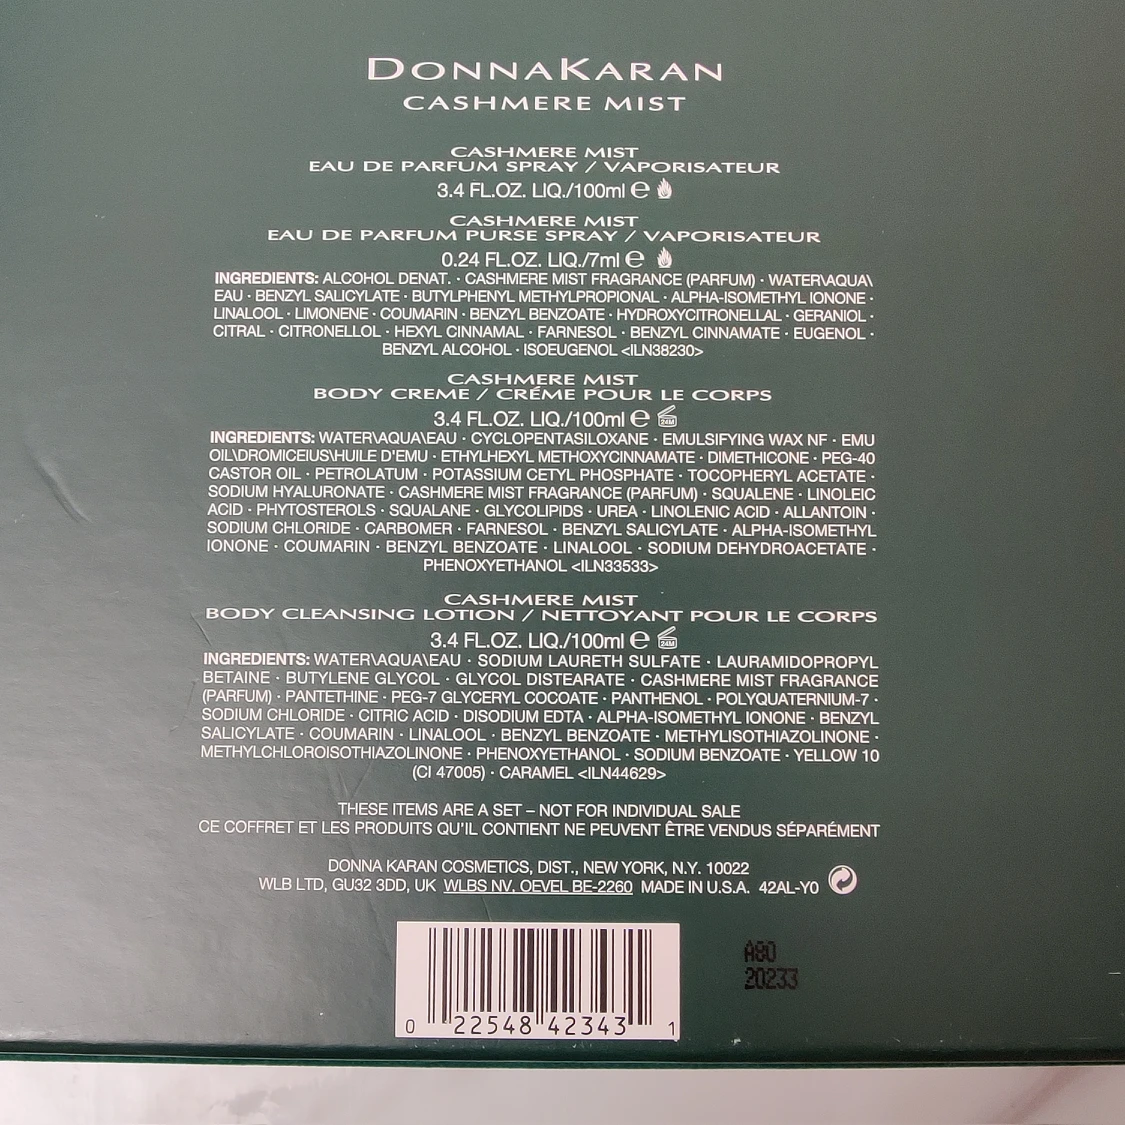 DONNAKARAN
CASHMERE MIST
CASHMERE MIST
EAU DE PARFUM SPRAY / VAPORISATEUR
3.4 FL.OZ. LIQ./100ml ℮
CASHMERE MIST
EAU DE PARFUM PURSE SPRAY / VAPORISATEUR
0.24 FL.OZ. LIQ./7ml ℮
INGREDIENTS: ALCOHOL DENAT. · CASHMERE MIST FRAGRANCE (PARFUM) · WATER\AQUA\
EAU · BENZYL SALICYLATE · BUTYLPHENYL METHYLPROPIONAL · ALPHA-ISOMETHYL IONONE ·
LINALOOL · LIMONENE · COUMARIN · BENZYL BENZOATE · HYDROXYCITRONELLAL · GERANIOL ·
CITRAL · CITRONELLOL · HEXYL CINNAMAL · FARNESOL · BENZYL CINNAMATE · EUGENOL ·
BENZYL ALCOHOL · ISOEUGENOL <ILN38230>
CASHMERE MIST
BODY CREME / CRÉME POUR LE CORPS
3.4 FL.OZ. LIQ./100ml ℮ 24M
INGREDIENTS: WATER\AQUA\EAU · CYCLOPENTASILOXANE · EMULSIFYING WAX NF · EMU
OIL\DROMICEIUS\HUILE D'EMU · ETHYLHEXYL METHOXYCINNAMATE · DIMETHICONE · PEG-40
CASTOR OIL · PETROLATUM · POTASSIUM CETYL PHOSPHATE · TOCOPHERYL ACETATE ·
SODIUM HYALURONATE · CASHMERE MIST FRAGRANCE (PARFUM) · SQUALENE · LINOLEIC
ACID · PHYTOSTEROLS · SQUALANE · GLYCOLIPIDS · UREA · LINOLENIC ACID · ALLANTOIN ·
SODIUM CHLORIDE · CARBOMER · FARNESOL · BENZYL SALICYLATE · ALPHA-ISOMETHYL
IONONE · COUMARIN · BENZYL BENZOATE · LINALOOL · SODIUM DEHYDROACETATE ·
PHENOXYETHANOL <ILN33533>
CASHMERE MIST
BODY CLEANSING LOTION / NETTOYANT POUR LE CORPS
3.4 FL.OZ. LIQ./100ml ℮ 24M
INGREDIENTS: WATER\AQUA\EAU · SODIUM LAURETH SULFATE · LAURAMIDOPROPYL
BETAINE · BUTYLENE GLYCOL · GLYCOL DISTEARATE · CASHMERE MIST FRAGRANCE
(PARFUM) · PANTETHINE · PEG-7 GLYCERYL COCOATE · PANTHENOL · POLYQUATERNIUM-7 ·
SODIUM CHLORIDE · CITRIC ACID · DISODIUM EDTA · ALPHA-ISOMETHYL IONONE · BENZYL
SALICYLATE · COUMARIN · LINALOOL · BENZYL BENZOATE · METHYLISOTHIAZOLINONE ·
METHYLCHLOROISOTHIAZOLINONE · PHENOXYETHANOL · SODIUM BENZOATE · YELLOW 10
(CI 47005) · CARAMEL <ILN44629>
THESE ITEMS ARE A SET – NOT FOR INDIVIDUAL SALE
CE COFFRET ET LES PRODUITS QU'IL CONTIENT NE PEUVENT ÊTRE VENDUS SÉPARÉMENT
DONNA KARAN COSMETICS, DIST., NEW YORK, N.Y. 10022
WLB LTD, GU32 3DD, UK WLBS NV, OEVEL BE-2260 MADE IN U.S.A. 42AL-Y0
A80
20233
0 22548 42343 1